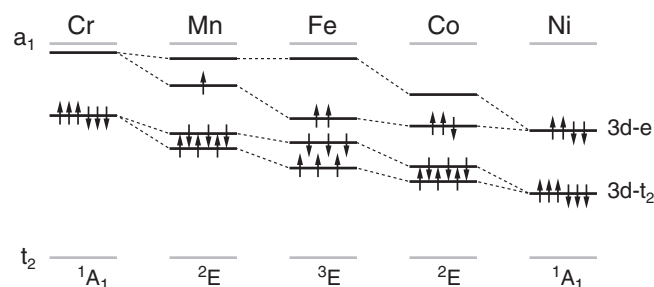 Cr Mn Fe Co Ni
a₁
3d-e
3d-t₂
t₂
¹A₁ ²E ³E ²E ¹A₁